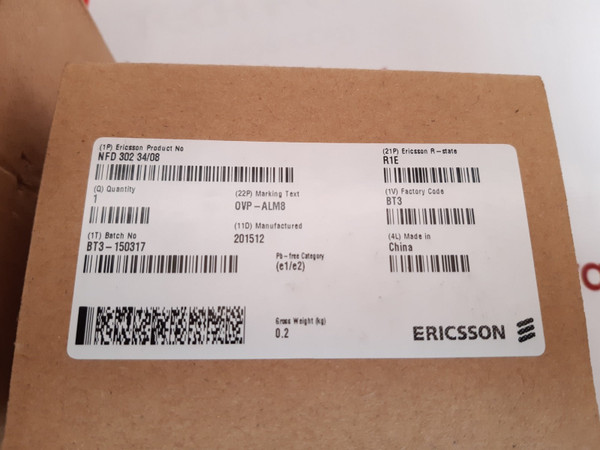 (1P) Ericsson Product No
NFD 302 34/08
(21P) Ericsson R-state
R1E
(Q) Quantity
1
(22P) Marking Text
OVP-ALM8
(1V) Factory Code
BT3
(11D) Manufactured
201512
(1T) Batch No
BT3-150317
(4L) Made in
China
Pb-free Category
(e1/e2)
Gross Weight (kg)
0.2
ERICSSON